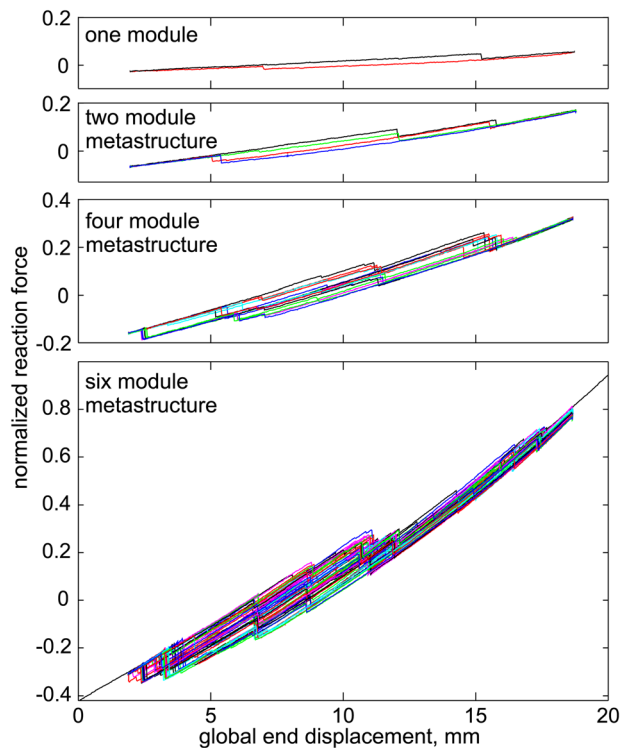 0.2
one module
0
0.2
two module
metastructure
0
0.4
four module
metastructure
0.2
0
-0.2
six module
metastructure
0.8
0.6
0.4
0.2
0
-0.2
-0.4
0
5
10
15
20
global end displacement, mm
normalized reaction force